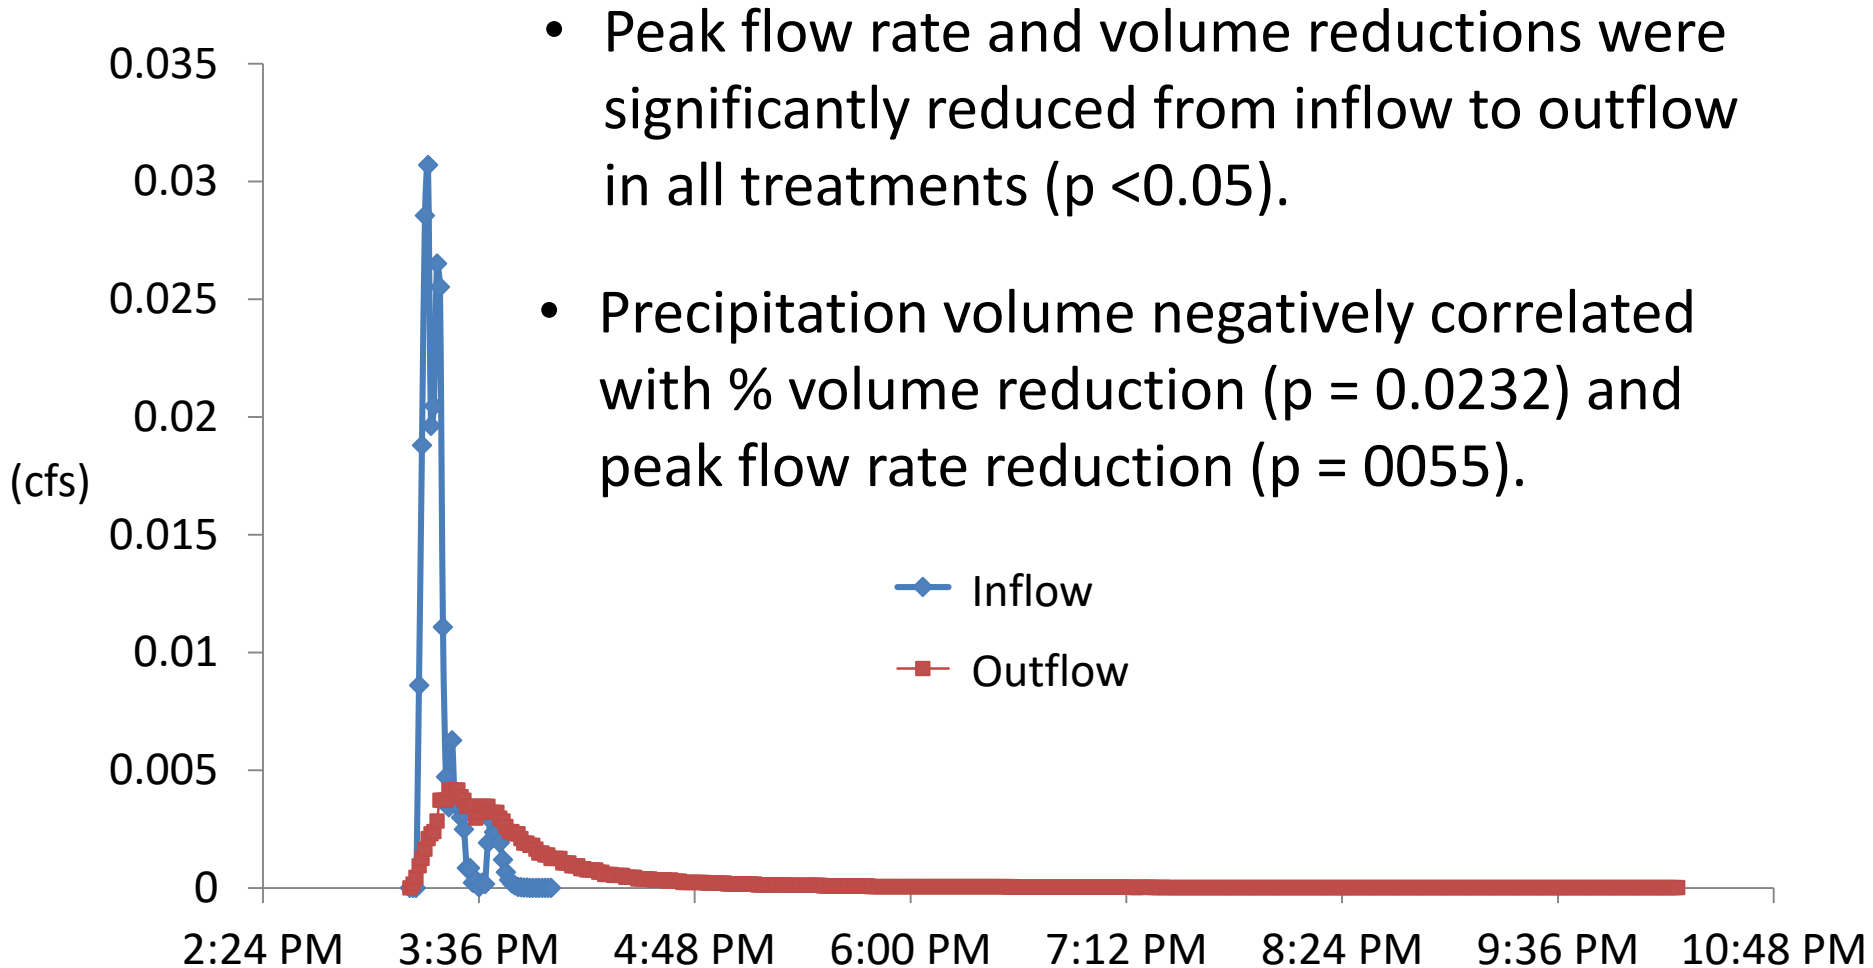 • Peak flow rate and volume reductions were
significantly reduced from inflow to outflow
in all treatments (p <0.05).
• Precipitation volume negatively correlated
with % volume reduction (p = 0.0232) and
peak flow rate reduction (p = 0055).
0.035
0.03
0.025
0.02
(cfs)
0.015
0.01
0.005
0
Inflow
Outflow
2:24 PM 3:36 PM 4:48 PM 6:00 PM 7:12 PM 8:24 PM 9:36 PM 10:48 PM